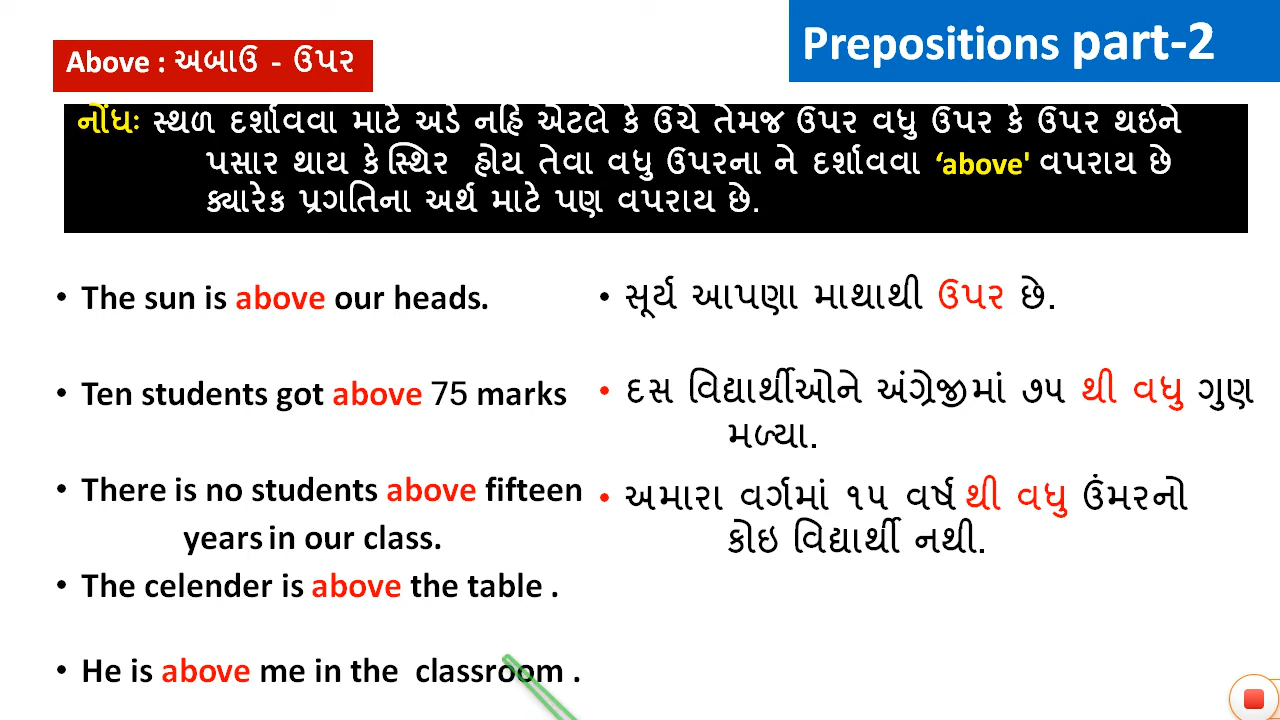 Prepositions part-2
Above : અબાઉ - ઉપર
નોંધઃ સ્થળ દર્શાવવા માટે અડે નહિ એટલે કે ઉચે તેમજ ઉપર વધુ ઉપર કે ઉપર થઇને
પસાર થાય કે સ્થિર હોય તેવા વધુ ઉપરના ને દર્શાવવા ‘above' વપરાય છે
ક્યારેક પ્રગતિના અર્થ માટે પણ વપરાય છે.
• The sun is above our heads.
• સૂર્ય આપણા માથાથી ઉપર છે.
• Ten students got above 75 marks
• દસ વિદ્યાર્થીઓને અંગ્રેજીમાં ૭૫ થી વધુ ગુણ
મળ્યા.
• There is no students above fifteen
years in our class.
• અમારા વર્ગમાં ૧૫ વર્ષ થી વધુ ઉંમરનો
કોઇ વિદ્યાર્થી નથી.
• The celender is above the table .
• He is above me in the classroom .